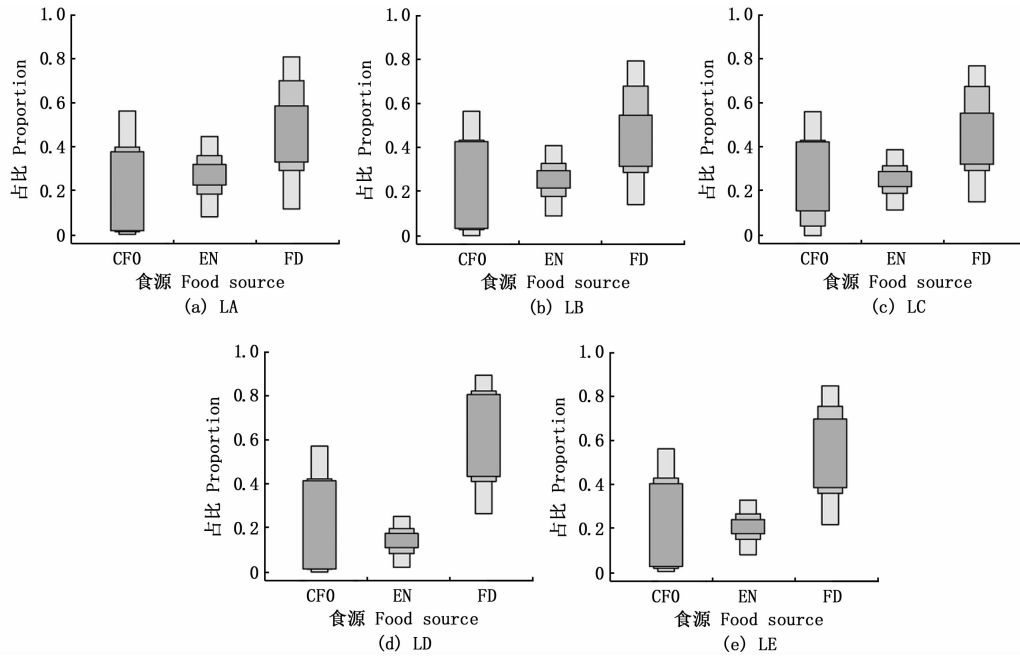 占比 Proportion
1.0
0.8
0.6
0.4
0.2
0
CFO EN FD
食源 Food source
(a) LA
占比 Proportion
1.0
0.8
0.6
0.4
0.2
0
CFO EN FD
食源 Food source
(b) LB
占比 Proportion
1.0
0.8
0.6
0.4
0.2
0
CFO EN FD
食源 Food source
(c) LC
占比 Proportion
1.0
0.8
0.6
0.4
0.2
0
CFO EN FD
食源 Food source
(d) LD
占比 Proportion
1.0
0.8
0.6
0.4
0.2
0
CFO EN FD
食源 Food source
(e) LE